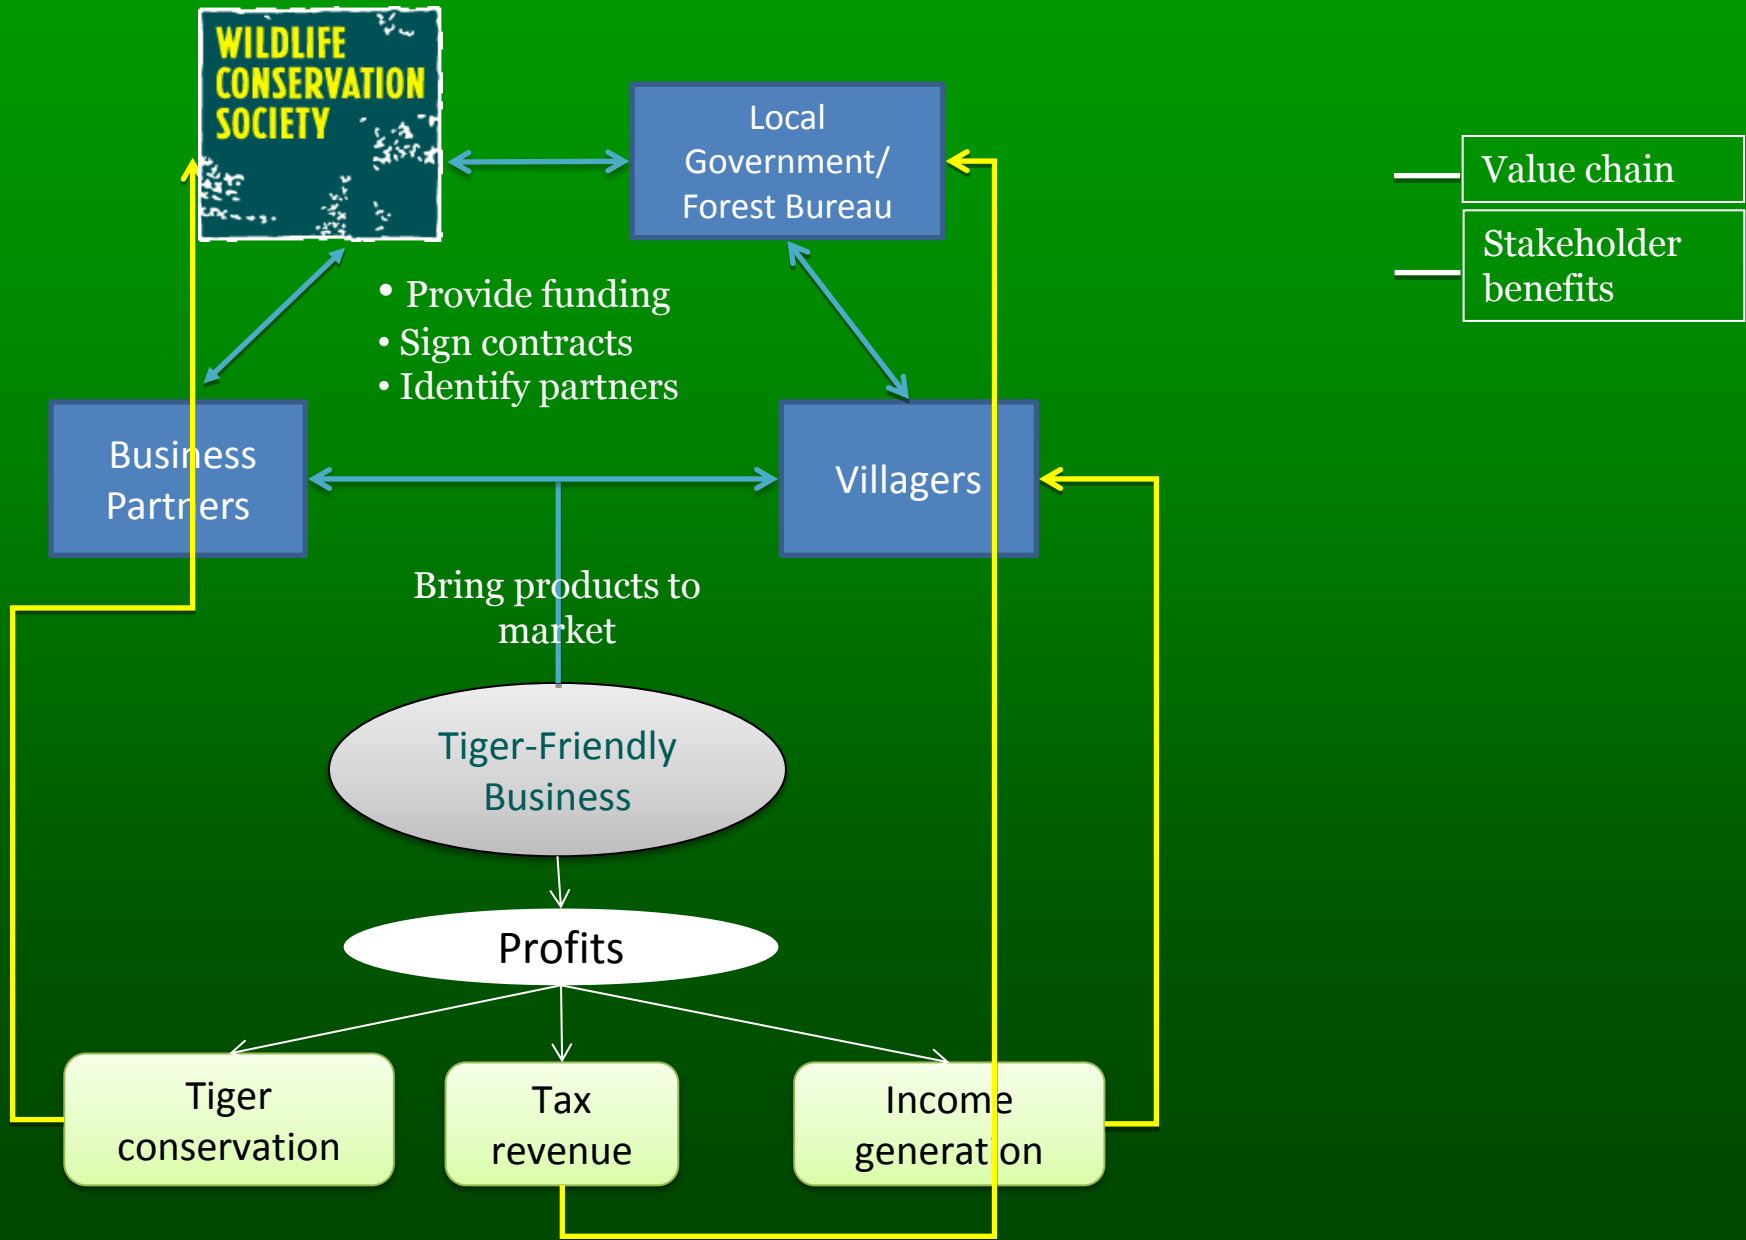 WILDLIFE
CONSERVATION
SOCIETY
Local
Government/
Forest Bureau
Value chain
Stakeholder
benefits
• Provide funding
• Sign contracts
• Identify partners
Business
Partners
Villagers
Bring products to
market
Tiger-Friendly
Business
Profits
Tiger
conservation
Tax
revenue
Income
generation